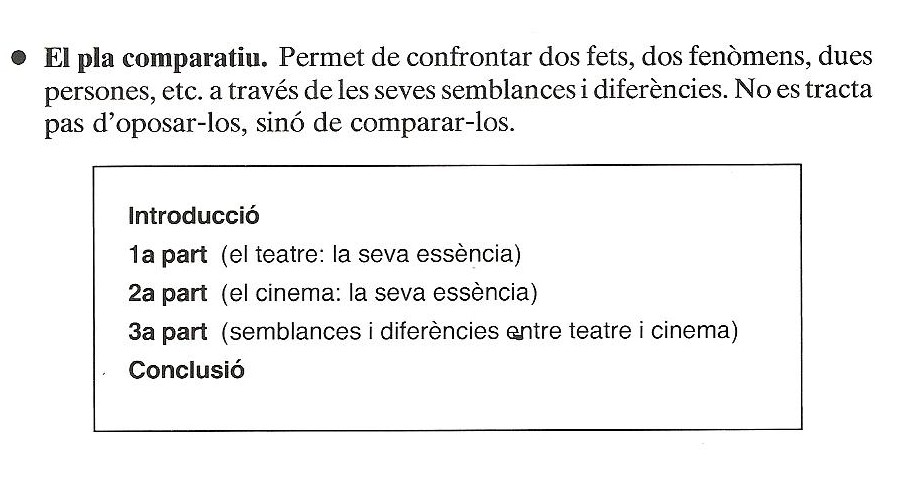 ● El pla comparatiu. Permet de confrontar dos fets, dos fenòmens, dues
persones, etc. a través de les seves semblances i diferències. No es tracta
pas d'oposar-los, sinó de comparar-los.
Introducció
1a part (el teatre: la seva essència)
2a part (el cinema: la seva essència)
3a part (semblances i diferències entre teatre i cinema)
Conclusió